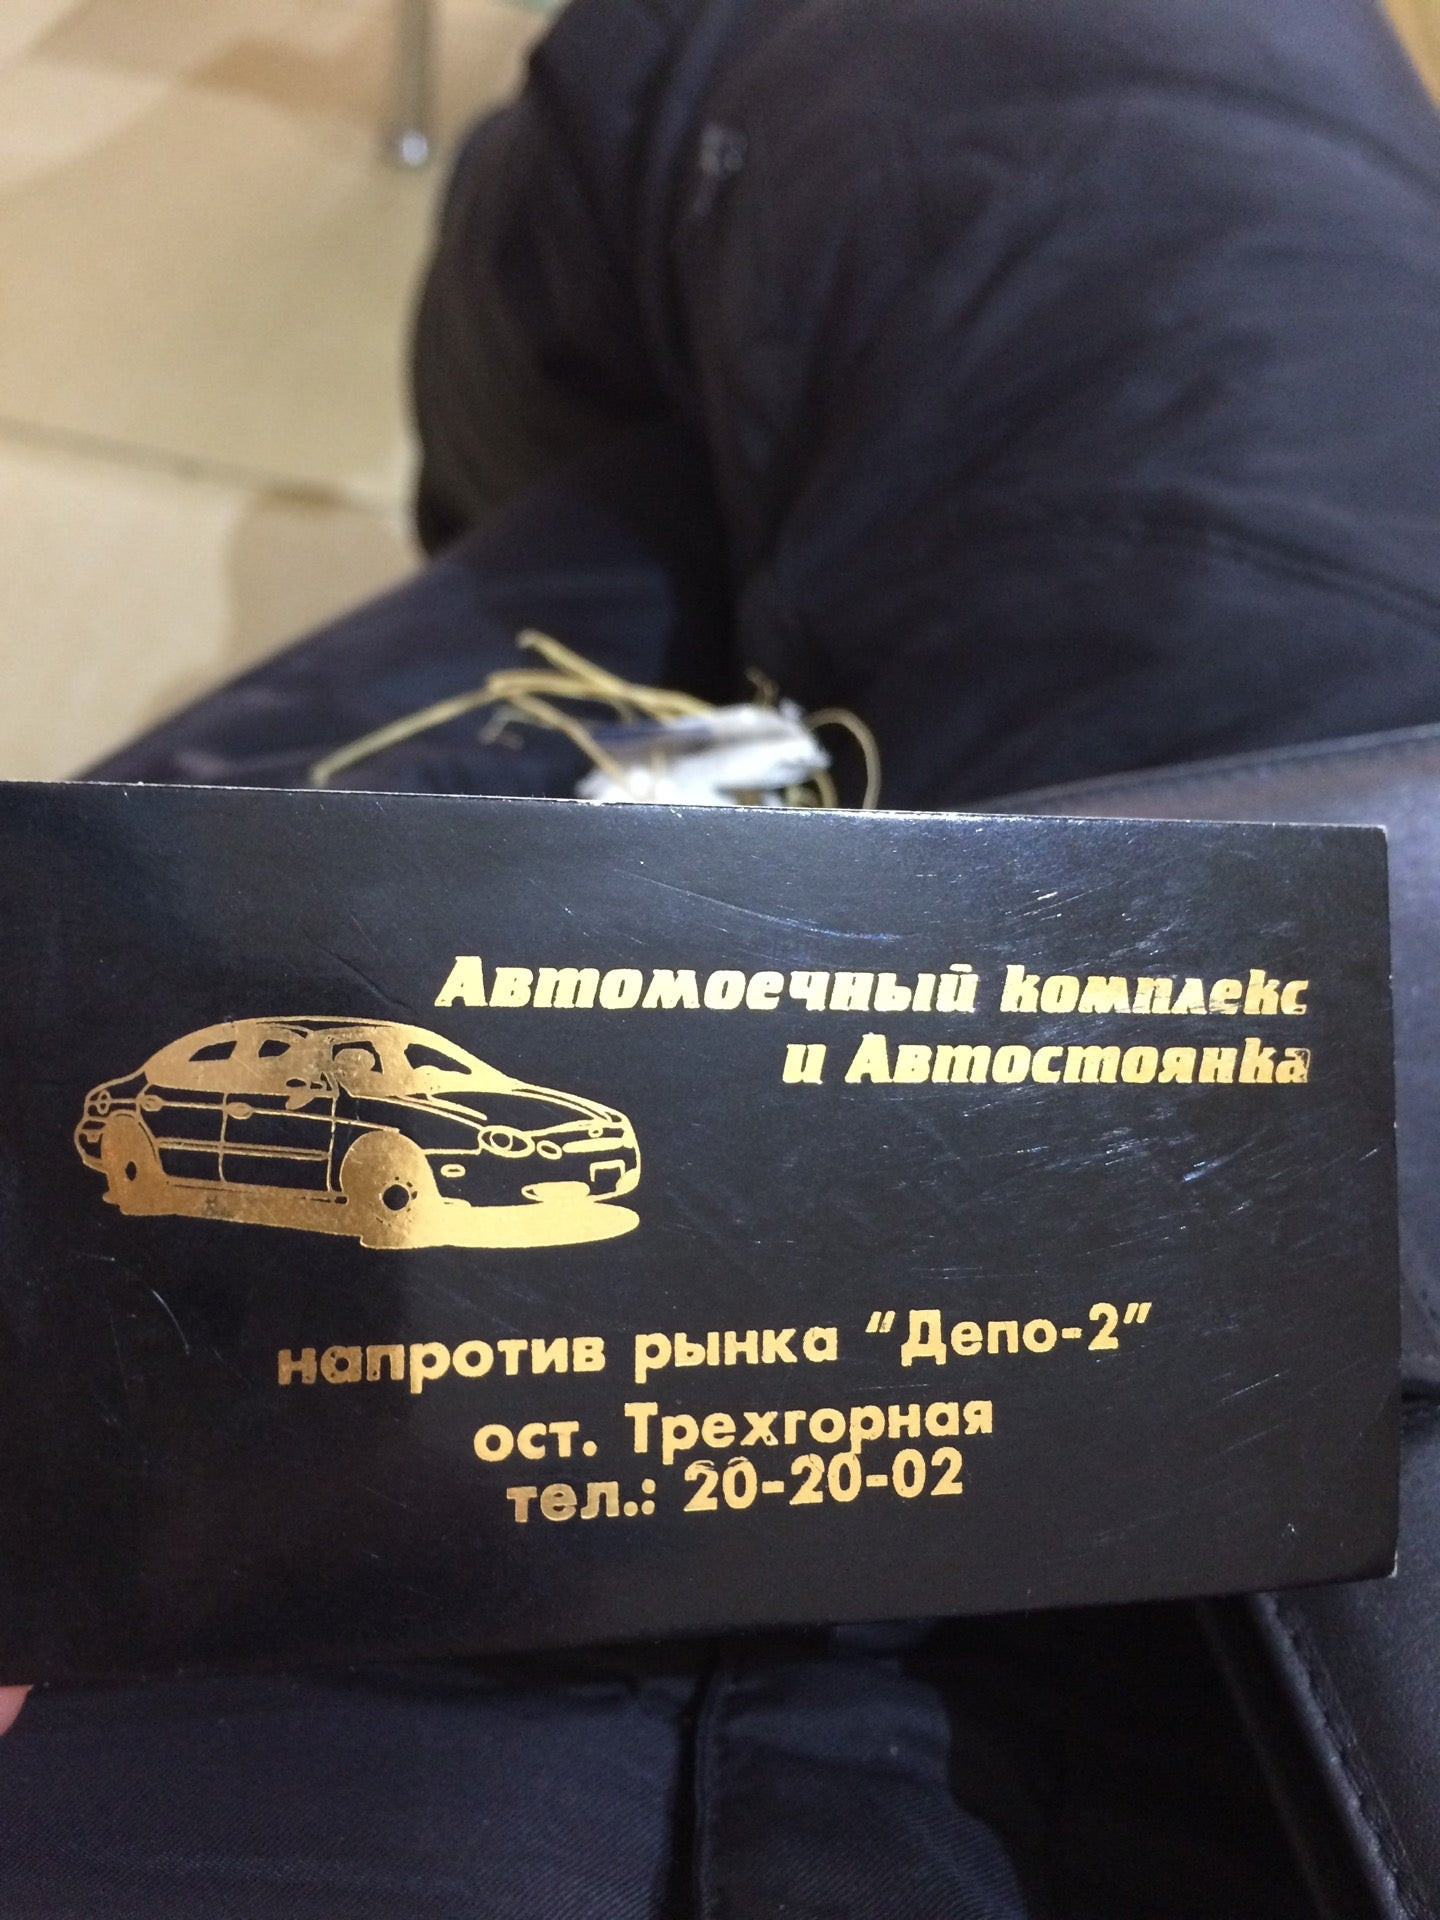 Автомоечный комплекс
и Автостоянка
напротив рынка "Депо-2"
ост. Трехгорная
тел.: 20-20-02